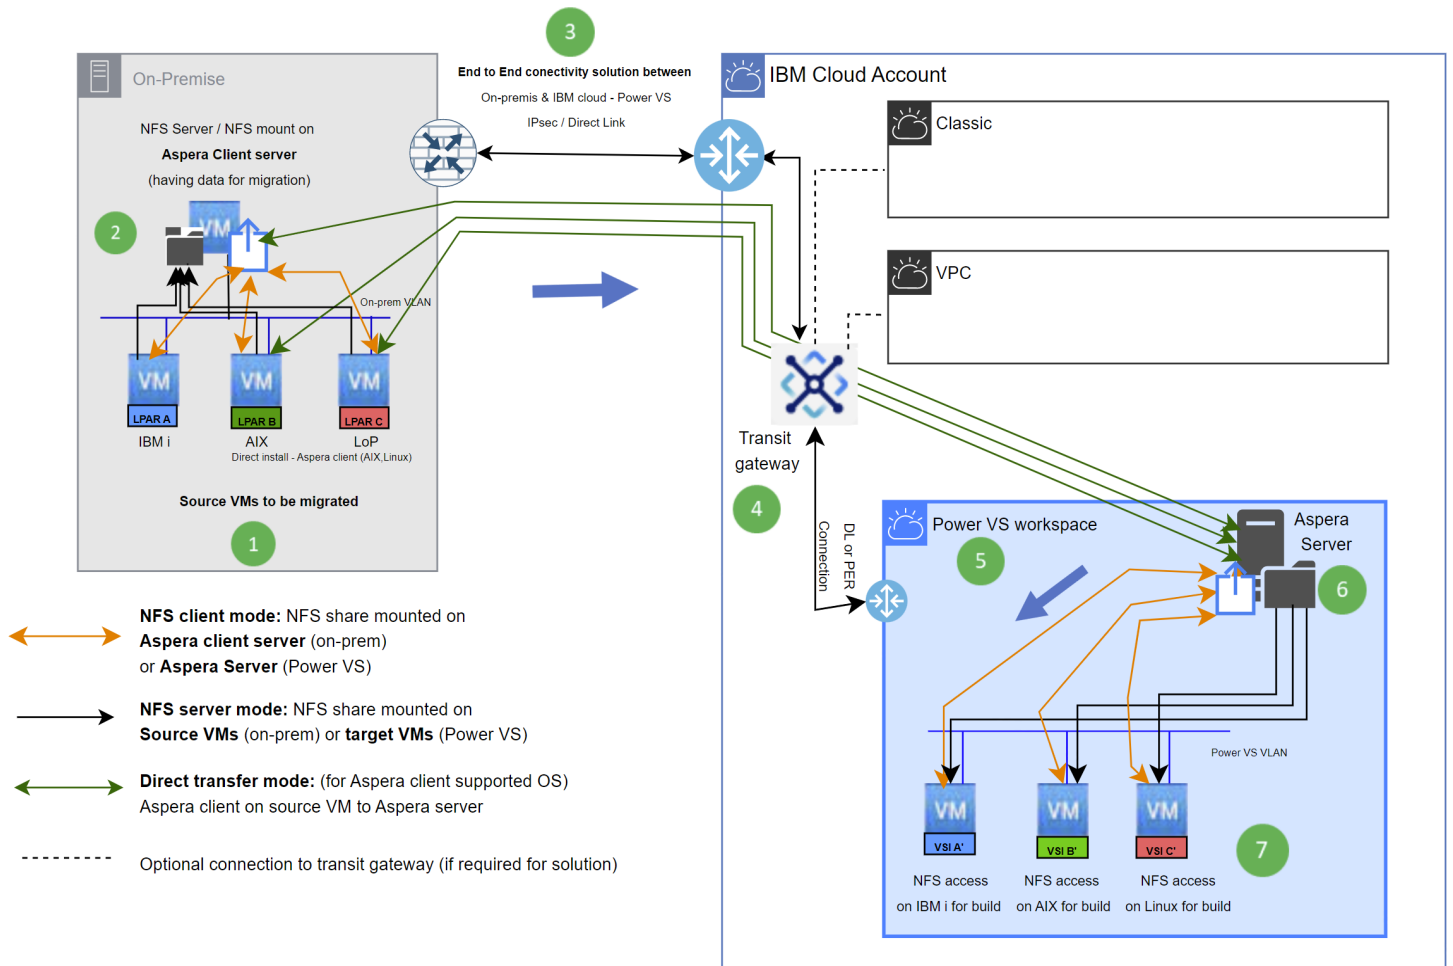 3
End to End conectivity solution between
On-premis & IBM cloud - Power VS
IPsec / Direct Link
On-Premise
NFS Server / NFS mount on
Aspera Client server
(having data for migration)
2
VM
On-prem VLAN
VM
VM
VM
LPAR A
LPAR B
LPAR C
IBM i
AIX
LoP
Direct install - Aspera client (AIX,Linux)
Source VMs to be migrated
1
IBM Cloud Account
Classic
VPC
Transit
gateway
4
DL or PER
Connection
Power VS workspace
5
Aspera
Server
6
Power VS VLAN
VM
VM
VM
VSI A'
VSI B'
VSI C'
7
NFS access
on IBM i for build
NFS access
on AIX for build
NFS access
on Linux for build
NFS client mode: NFS share mounted on
Aspera client server (on-prem)
or Aspera Server (Power VS)
NFS server mode: NFS share mounted on
Source VMs (on-prem) or target VMs (Power VS)
Direct transfer mode: (for Aspera client supported OS)
Aspera client on source VM to Aspera server
Optional connection to transit gateway (if required for solution)